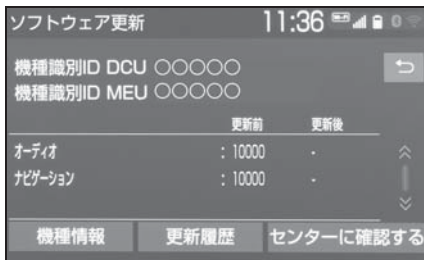 ソフトウェア更新 11:36
機種識別ID DCU ○○○○○
機種識別ID MEU ○○○○○
更新前 更新後
オーディオ : 10000 -
ナビゲーション : 10000 -
機種情報 更新履歴 センターに確認する